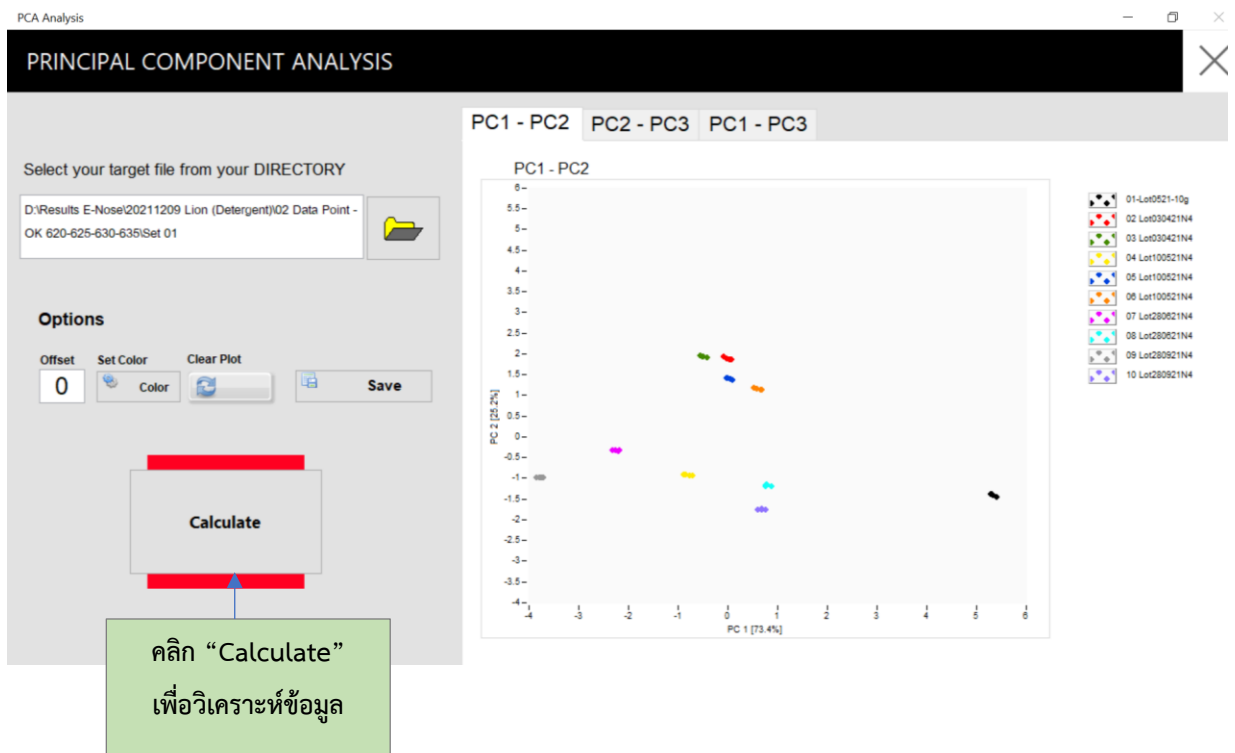 PCA Analysis
PRINCIPAL COMPONENT ANALYSIS
PC1 - PC2 PC2 - PC3 PC1 - PC3
Select your target file from your DIRECTORY
D:\Results E-Nose\20211209 Lion (Detergent)\02 Data Point -
OK 620-625-630-635\Set 01
Options
Offset Set Color Clear Plot
0 Color Save
Calculate
คลิก “Calculate”
เพื่อวิเคราะห์ข้อมูล
PC1 - PC2
6
5.5
5
4.5
4
3.5
3
2.5
2
1.5
1
0.5
0
-0.5
-1
-1.5
-2
-2.5
-3
-3.5
-4
PC 2 [25.2%]
-4 -3 -2 -1 0 1 2 3 4 5 6
PC 1 [73.4%]
01-Lot0521-10g
02 Lot030421N4
03 Lot030421N4
04 Lot100521N4
05 Lot100521N4
06 Lot100521N4
07 Lot280621N4
08 Lot280621N4
09 Lot280921N4
10 Lot280921N4